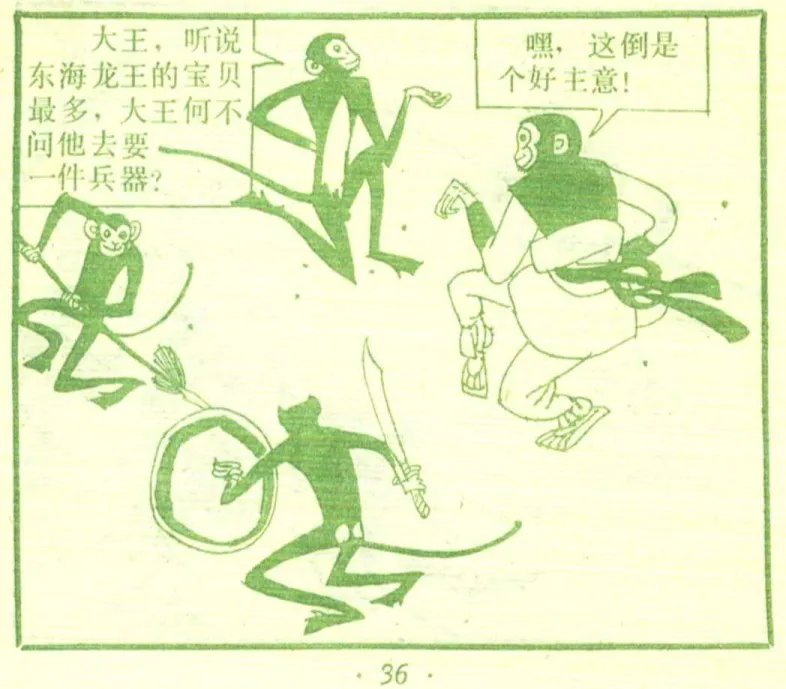 大王，听说
东海龙王的宝贝
最多，大王何不
问他去要
一件兵器？
嘿，这倒是
个好主意！
· 36 ·